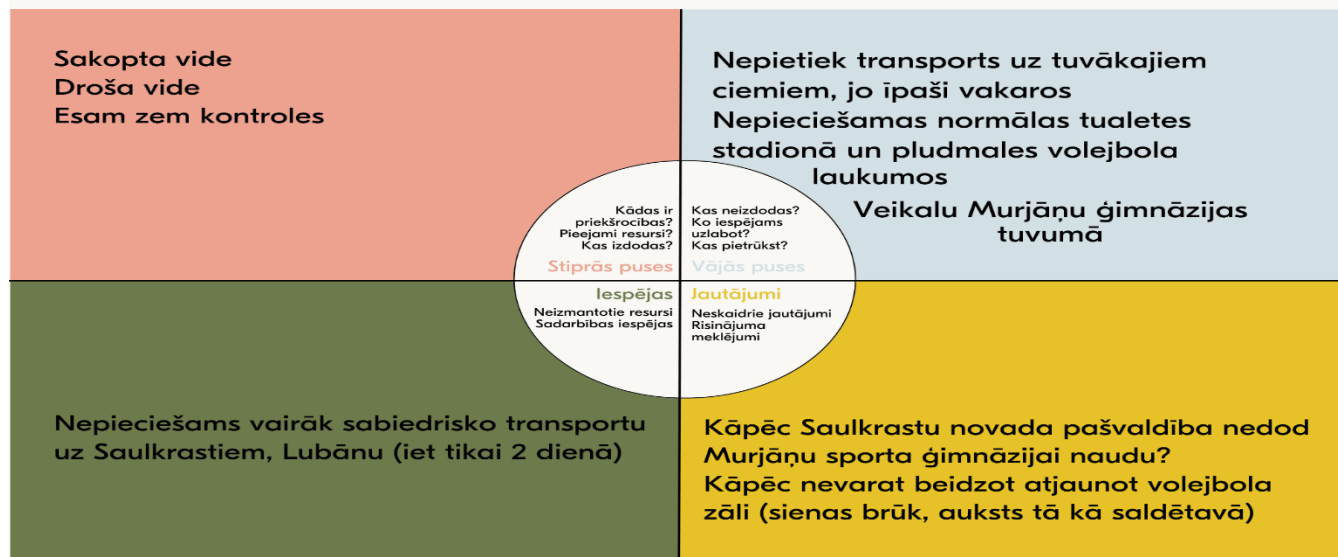 Sakopta vide
Droša vide
Esam zem kontroles
Nepietiek transports uz tuvākajiem
ciemiem, jo īpaši vakaros
Nepieciešamas normālas tualetes
stadionā un pludmales volejbola
laukumos
Veikalu Murjāņu ģimnāzijas
tuvumā
Kādas ir
priekšrocības?
Pieejami resursi?
Kas izdodas?
Stiprās puses
Kas neizdodas?
Ko iespējams
uzlabot?
Kas pietrūkst?
Vājās puses
Iespējas
Neizmantotie resursi
Sadarbības iespējas
Jautājumi
Neskaidrie jautājumi
Risinājuma
meklējumi
Nepieciešams vairāk sabiedrisko transportu
uz Saulkrastiem, Lubānu (iet tikai 2 dienā)
Kāpēc Saulkrastu novada pašvaldība nedod
Murjāņu sporta ģimnāzijai naudu?
Kāpēc nevarat beidzot atjaunot volejbola
zāli (sienas brūk, auksts tā kā saldētavā)